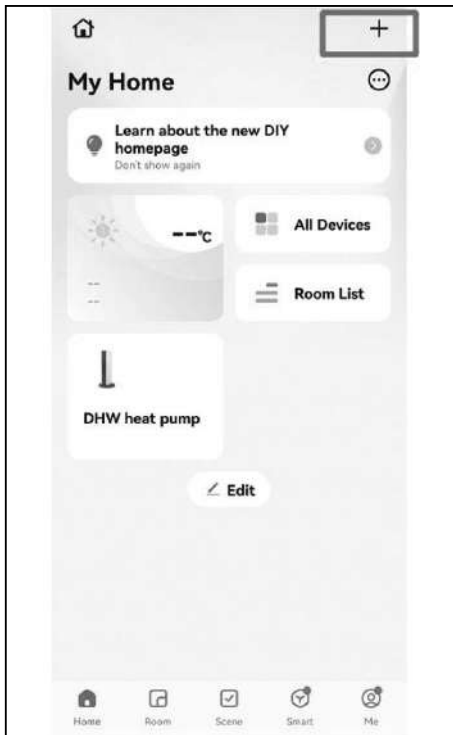 My Home
Learn about the new DIY
homepage
Don't show again
--°C
All Devices
--
--
Room List
DHW heat pump
Edit
Home Room Scene Smart Me